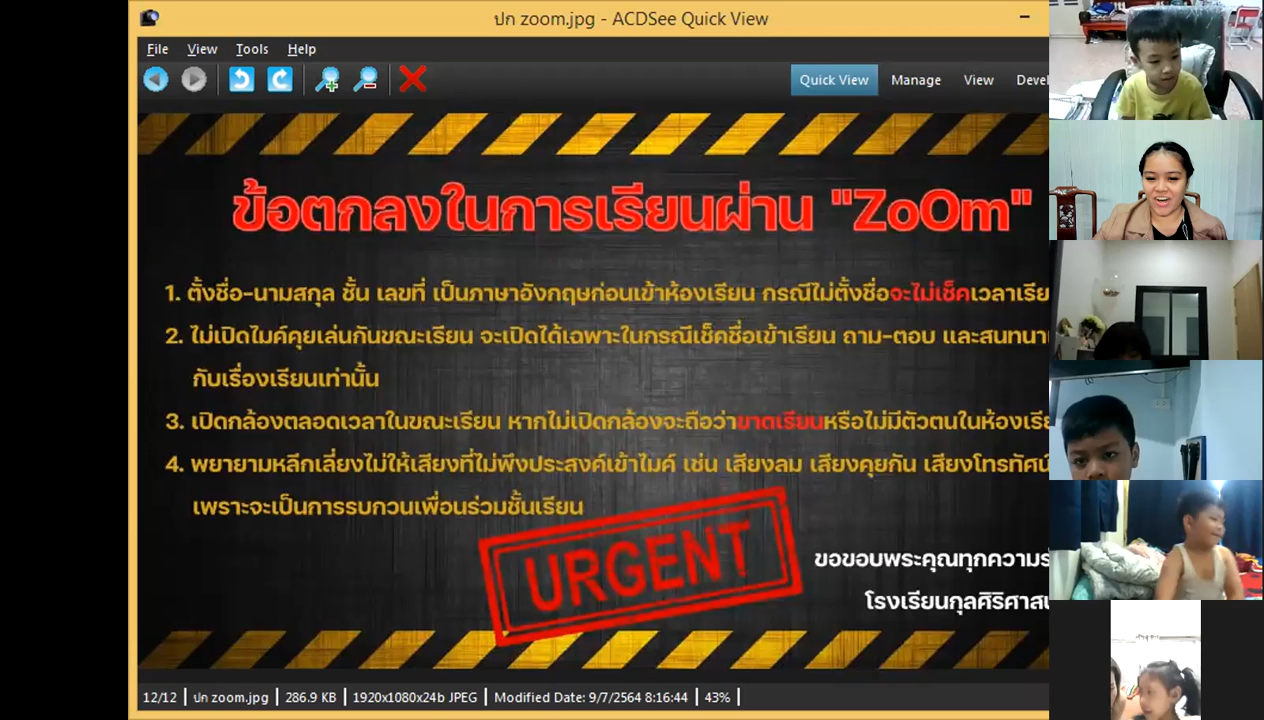 ปก zoom.jpg - ACDSee Quick View
File View Tools Help
Quick View Manage View
ข้อตกลงในการเรียนผ่าน "ZoOm"
1. ตั้งชื่อ-นามสกุล ชั้น เลขที่ เป็นภาษาอังกฤษก่อนเข้าห้องเรียน กรณีไม่ตั้งชื่อจะไม่เช็คเวลาเรีย
2. ไม่เปิดไมค์คุยเล่นกันขณะเรียน จะเปิดได้เฉพาะในกรณีเช็คชื่อเข้าเรียน ถาม-ตอบ และสนทนา
กับเรื่องเรียนเท่านั้น
3. เปิดกล้องตลอดเวลาในขณะเรียน หากไม่เปิดกล้องจะถือว่าขาดเรียนหรือไม่มีตัวตนในห้องเรีย
4. พยายามหลีกเลี่ยงไม่ให้เสียงที่ไม่พึงประสงค์เข้าไมค์ เช่น เสียงลม เสียงคุยกัน เสียงโทรทัศน์
เพราะจะเป็นการรบกวนเพื่อนร่วมชั้นเรียน
URGENT
ขอขอบพระคุณทุกความร
โรงเรียนกุลศิริศาสน
12/12 ปก zoom.jpg 286.9 KB 1920x1080x24b JPEG Modified Date: 9/7/2564 8:16:44 43%